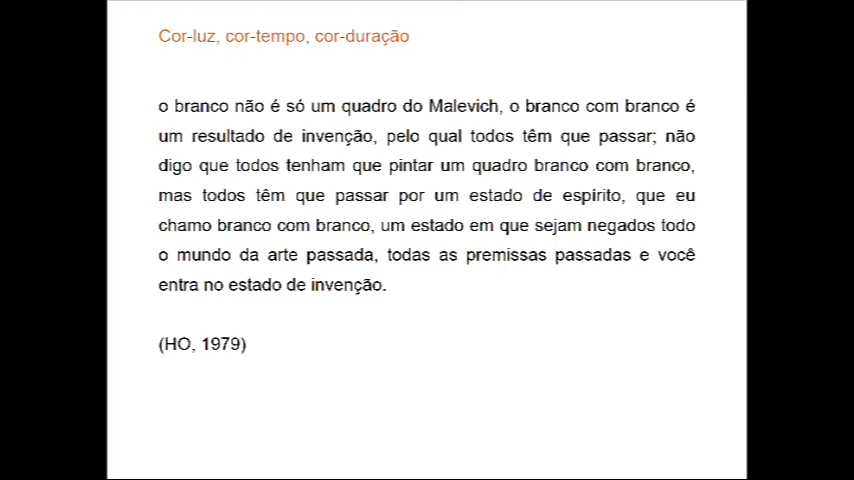 Cor-luz, cor-tempo, cor-duração
o branco não é só um quadro do Malevich, o branco com branco é
um resultado de invenção, pelo qual todos têm que passar; não
digo que todos tenham que pintar um quadro branco com branco,
mas todos têm que passar por um estado de espírito, que eu
chamo branco com branco, um estado em que sejam negados todo
o mundo da arte passada, todas as premissas passadas e você
entra no estado de invenção.
(HO, 1979)